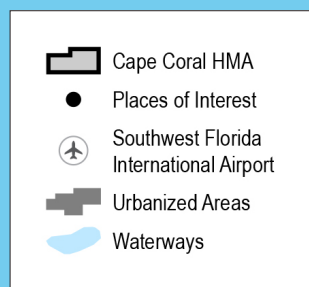 Cape Coral HMA
Places of Interest
Southwest Florida
International Airport
Urbanized Areas
Waterways